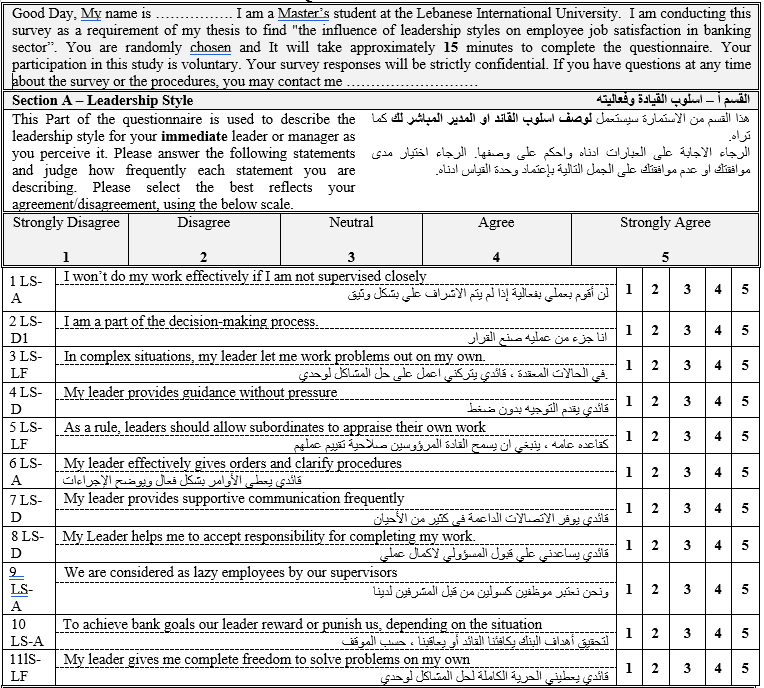 Good Day, My name is ……………. I am a Master's student at the Lebanese International University. I am conducting this
survey as a requirement of my thesis to find "the influence of leadership styles on employee job satisfaction in banking
sector”. You are randomly chosen and It will take approximately 15 minutes to complete the questionnaire. Your
participation in this study is voluntary. Your survey responses will be strictly confidential. If you have questions at any time
about the survey or the procedures, you may contact me ………………………
Section A – Leadership Style
القسم أ – اسلوب القيادة وفعاليته
This Part of the questionnaire is used to describe the
leadership style for your immediate leader or manager as
you perceive it. Please answer the following statements
and judge how frequently each statement you are
describing. Please select the best reflects your
agreement/disagreement, using the below scale.
هذا القسم من الاستمارة سيستعمل لوصف اسلوب القائد او المدير المباشر لك كما
تراه.
الرجاء الاجابة على العبارات ادناه واحكم على وصفها. الرجاء اختيار مدى
موافقتك او عدم موافقتك على الجمل التالية بإعتماد وحدة القياس ادناه.
Strongly Disagree Disagree Neutral Agree Strongly Agree
1 2 3 4 5
1 LS-
A
I won’t do my work effectively if I am not supervised closely
لن أقوم بعملي بفعالية إذا لم يتم الاشراف علي بشكل وثيق
1 2 3 4 5
2 LS-
D1
I am a part of the decision-making process.
انا جزء من عمليه صنع القرار
1 2 3 4 5
3 LS-
LF
In complex situations, my leader let me work problems out on my own.
في الحالات المعقدة ، قائدي يتركني اعمل على حل المشاكل لوحدي.
1 2 3 4 5
4 LS-
D
My leader provides guidance without pressure
قائدي يقدم التوجيه بدون ضغط
1 2 3 4 5
5 LS-
LF
As a rule, leaders should allow subordinates to appraise their own work
كقاعده عامه ، ينبغي ان يسمح القادة المرؤوسين صلاحية تقييم عملهم
1 2 3 4 5
6 LS-
A
My leader effectively gives orders and clarify procedures
قائدي يعطي الأوامر بشكل فعال ويوضح الإجراءات
1 2 3 4 5
7 LS-
D
My leader provides supportive communication frequently
قائدي يوفر الاتصالات الداعمة في كثير من الأحيان
1 2 3 4 5
8 LS-
D
My Leader helps me to accept responsibility for completing my work.
قائدي يساعدني علي قبول المسؤولي لاكمال عملي
1 2 3 4 5
9
LS-
A
We are considered as lazy employees by our supervisors
ونحن نعتبر موظفين كسولين من قبل المشرفين لدينا
1 2 3 4 5
10
LS-A
To achieve bank goals our leader reward or punish us, depending on the situation
لتحقيق أهداف البنك يكافئنا القائد أو يعاقبنا ، حسب الموقف
1 2 3 4 5
11lS-
LF
My leader gives me complete freedom to solve problems on my own
قائدي يعطيني الحرية الكاملة لحل المشاكل لوحدي
1 2 3 4 5